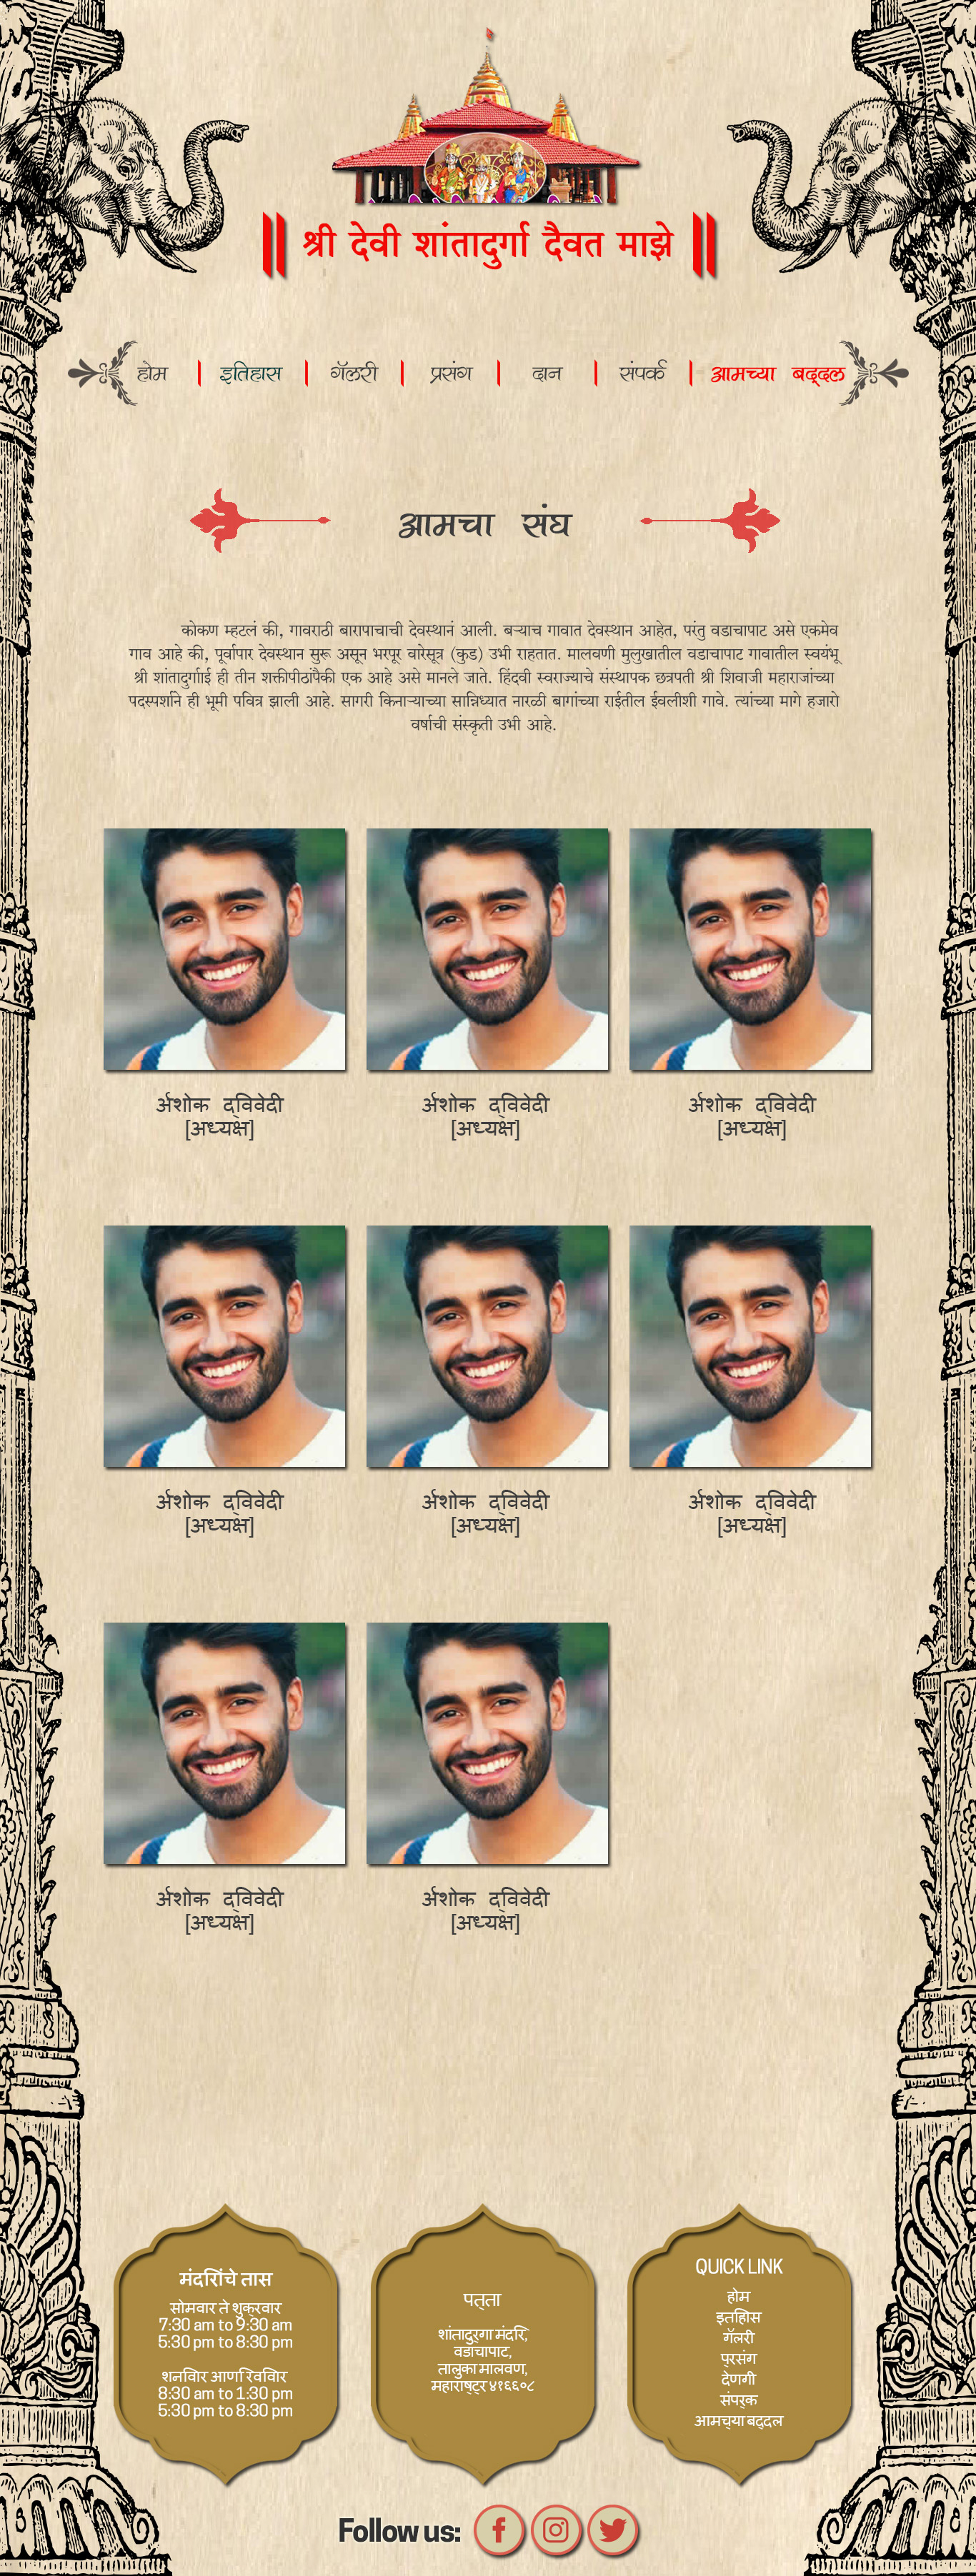 || श्री देवी शांतादुर्गा दैवत माझे ||
होम | इतिहास | गॅलरी | प्रसंग | दान | संपर्क | आमच्या बद्दल
आमचा संघ
कोकण म्हटलं की, गावराठी बारापाचाची देवस्थानं आली. बऱ्याच गावात देवस्थान आहेत, परंतु वडाचापाट असे एकमेव
गाव आहे की, पूर्वापार देवस्थान सुरू असून भरपूर बारेसूत्र (कुड) उभी राहतात. मालवणी मुलुखातील वडाचापाट गावातील स्वयंभू
श्री शांतादुर्गाई ही तीन शक्तीपीठांपैकी एक आहे असे मानले जाते. हिंदवी स्वराज्याचे संस्थापक छत्रपती श्री शिवाजी महाराजांच्या
पदस्पर्शाने ही भूमी पवित्र झाली आहे. सागरी किनाऱ्याच्या सान्निध्यात नारळी बागांच्या राईतील ईवलीशी गावे. त्यांच्या मागे हजारो
वर्षाची संस्कृती उभी आहे.
र्अशोक द्विवेदी
[अध्यक्ष]
र्अशोक द्विवेदी
[अध्यक्ष]
र्अशोक द्विवेदी
[अध्यक्ष]
र्अशोक द्विवेदी
[अध्यक्ष]
र्अशोक द्विवेदी
[अध्यक्ष]
र्अशोक द्विवेदी
[अध्यक्ष]
र्अशोक द्विवेदी
[अध्यक्ष]
र्अशोक द्विवेदी
[अध्यक्ष]
मंदिराचे तास
सोमवार ते शुक्रवार
7:30 am to 9:30 am
5:30 pm to 8:30 pm
शनिवार आणि रविवार
8:30 am to 1:30 pm
5:30 pm to 8:30 pm
पत्ता
शांतादुर्गा मंदिर,
वडाचापाट,
तालुका मालवण,
महाराष्ट्र ४१६६०८
QUICK LINK
होम
इतिहास
गॅलरी
प्रसंग
देणगी
संपर्क
आमच्या बद्दल
Follow us: